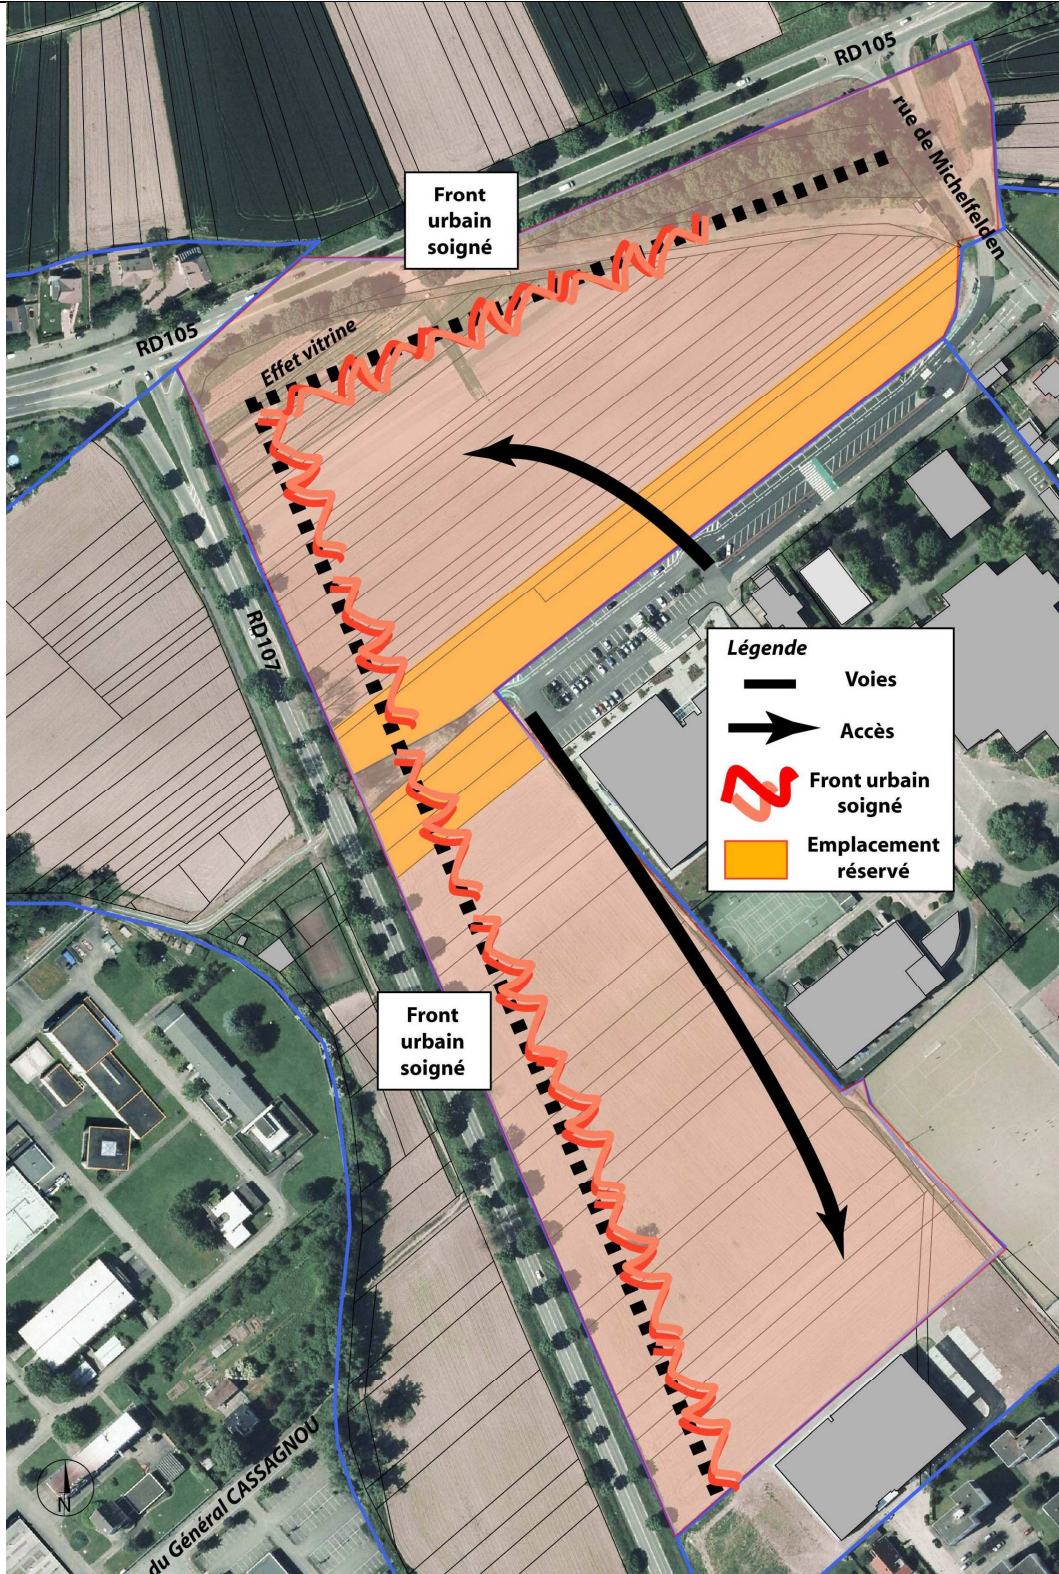 RD105
rue de Michelfelden
Front
urbain
soigné
RD105
Effet vitrine
RD107
Légende
Voies
Accès
Front urbain
soigné
Emplacement
réservé
Front
urbain
soigné
du Général CASSAGNOU
N